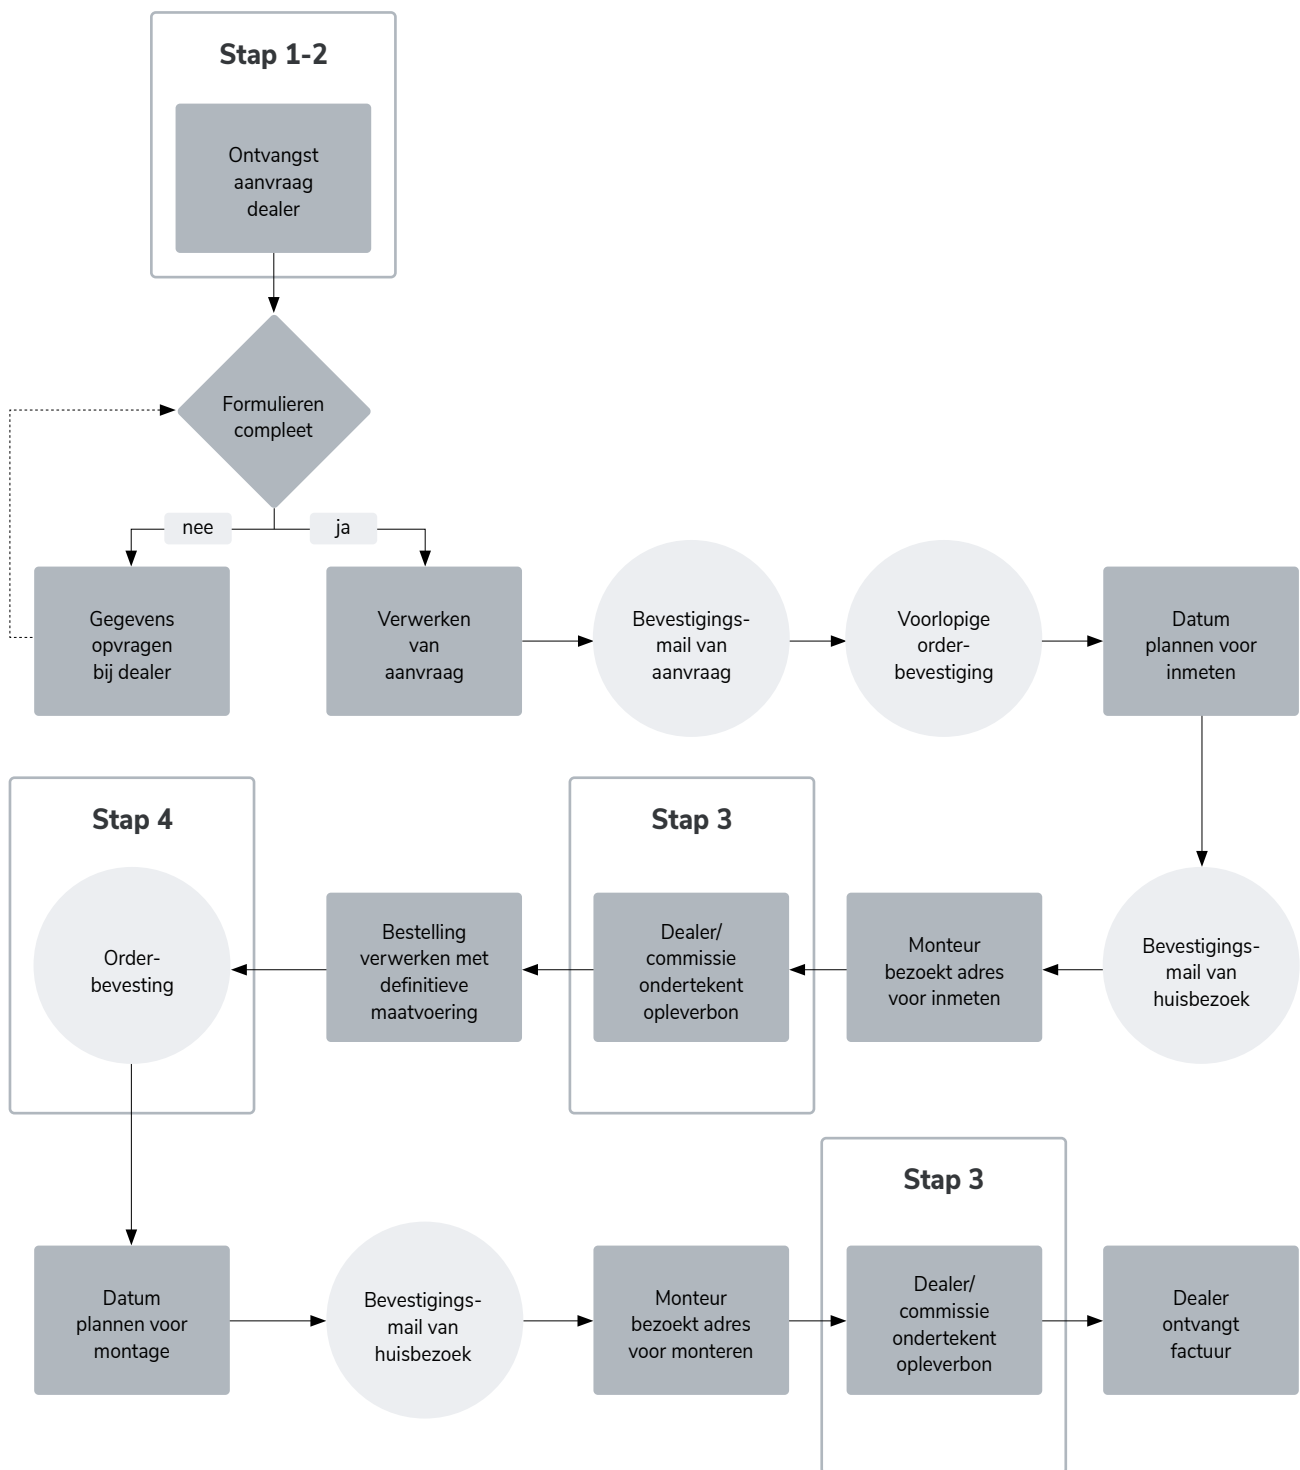 Stap 1-2
Ontvangst
aanvraag
dealer
Formulieren
compleet
nee
ja
Gegevens
opvragen
bij dealer
Verwerken
van
aanvraag
Bevestigings-
mail van
aanvraag
Voorlopige
order-
bevestiging
Datum
plannen voor
inmeten
Bevestigings-
mail van
huisbezoek
Monteur
bezoekt adres
voor inmeten
Stap 3
Dealer/
commissie
ondertekent
opleverbon
Bestelling
verwerken met
definitieve
maatvoering
Stap 4
Order-
bevesting
Datum
plannen voor
montage
Bevestigings-
mail van
huisbezoek
Monteur
bezoekt adres
voor monteren
Stap 3
Dealer/
commissie
ondertekent
opleverbon
Dealer
ontvangt
factuur